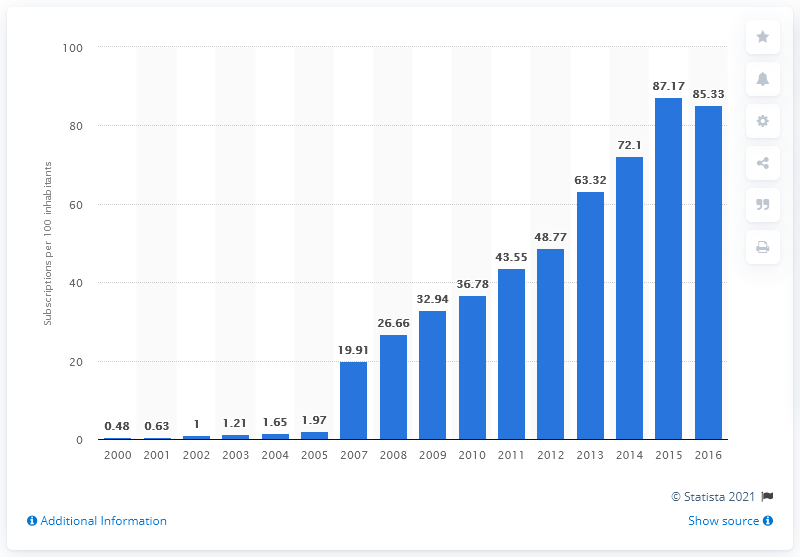 100
80
60
40
20
0
Subscriptions per 100 inhabitants
0.48 0.63 1 1.21 1.65 1.97 19.91 26.66 32.94 36.78 43.55 48.77 63.32 72.1 87.17 85.33
2000 2001 2002 2003 2004 2005 2007 2008 2009 2010 2011 2012 2013 2014 2015 2016
© Statista 2021
Additional Information Show source